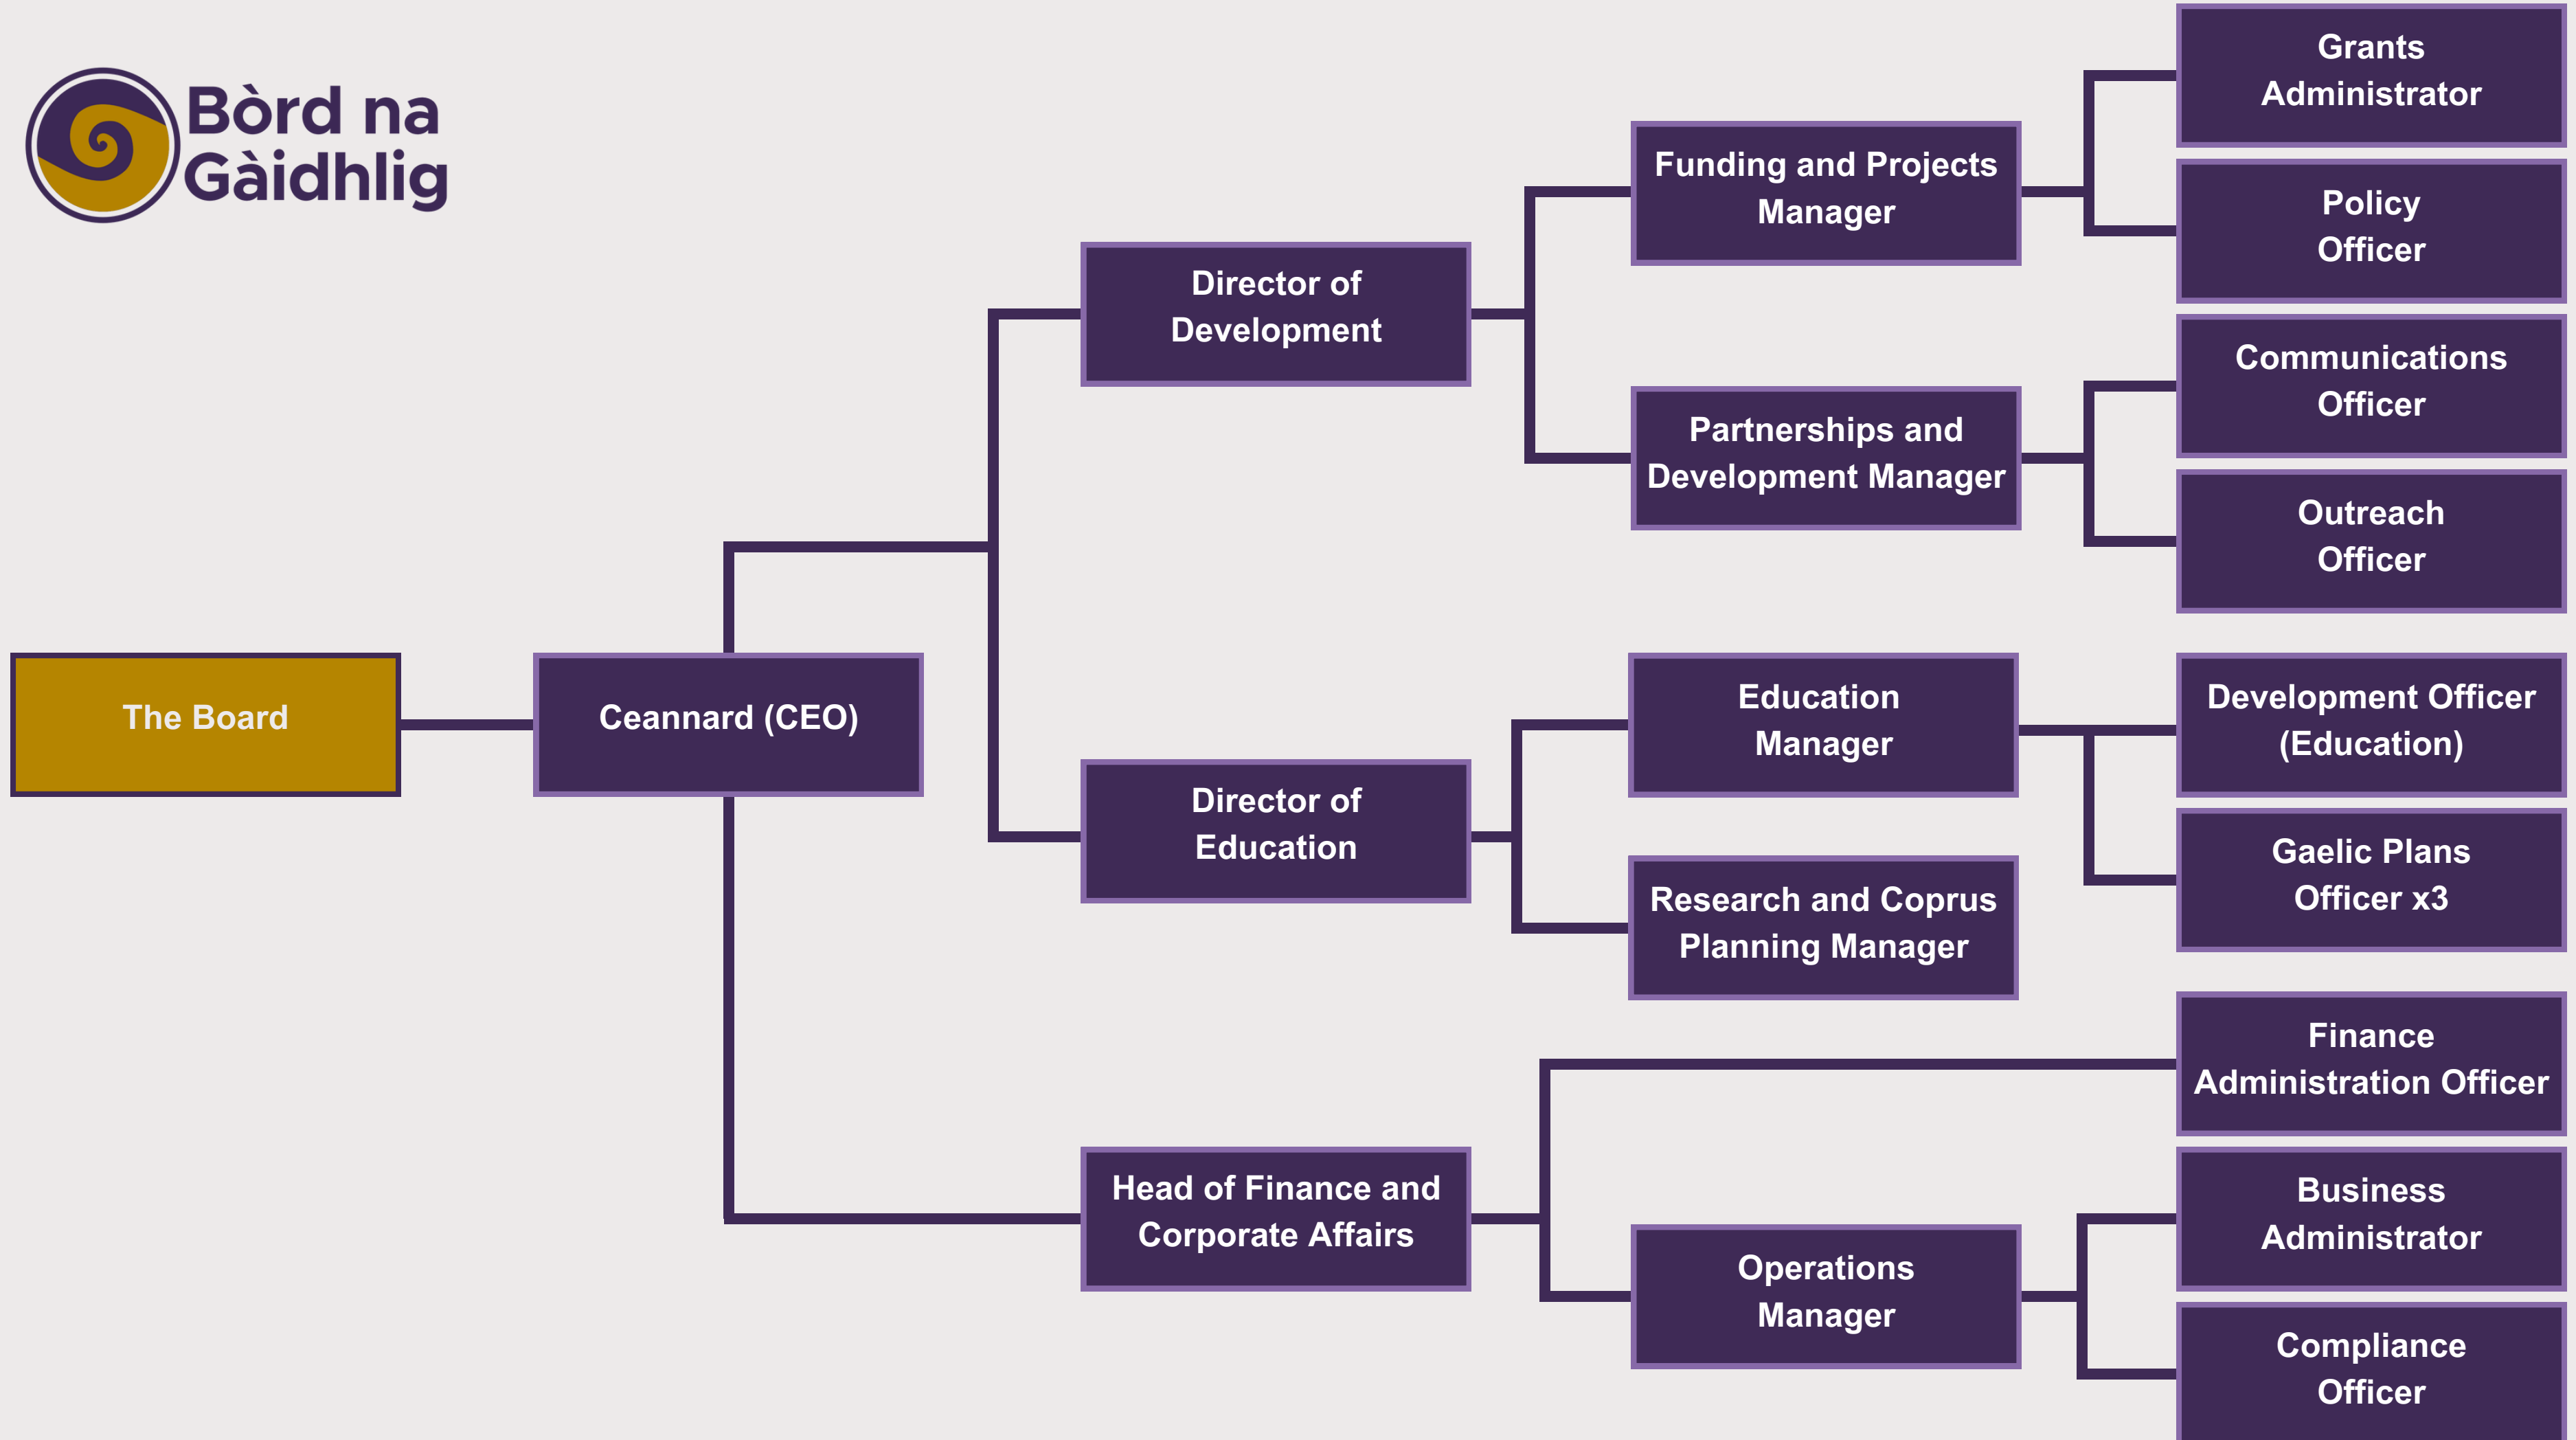 Bòrd na
Gàidhlig
The Board
Ceannard (CEO)
Director of
Development
Funding and Projects
Manager
Grants
Administrator
Policy
Officer
Partnerships and
Development Manager
Communications
Officer
Outreach
Officer
Director of
Education
Education
Manager
Development Officer
(Education)
Gaelic Plans
Officer x3
Research and Coprus
Planning Manager
Head of Finance and
Corporate Affairs
Finance
Administration Officer
Operations
Manager
Business
Administrator
Compliance
Officer